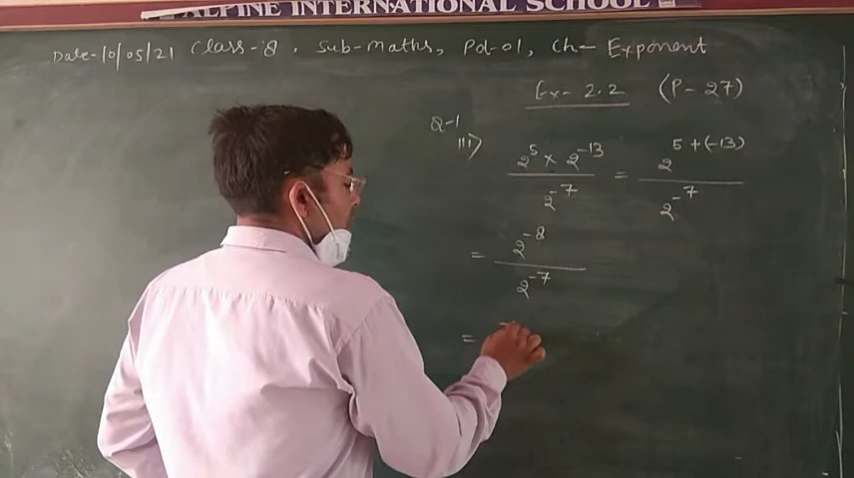 ALPINE INTERNATIONAL SCHOOL
Date-10/05/21 Class-8. Sub-Maths, Pd-01, Ch- Exponent
Ex- 2.2 (P-27)
Q-1
iii) 2^5 × 2^-13 / 2^-7 = 2^5+(-13) / 2^-7
= 2^-8 / 2^-7
=